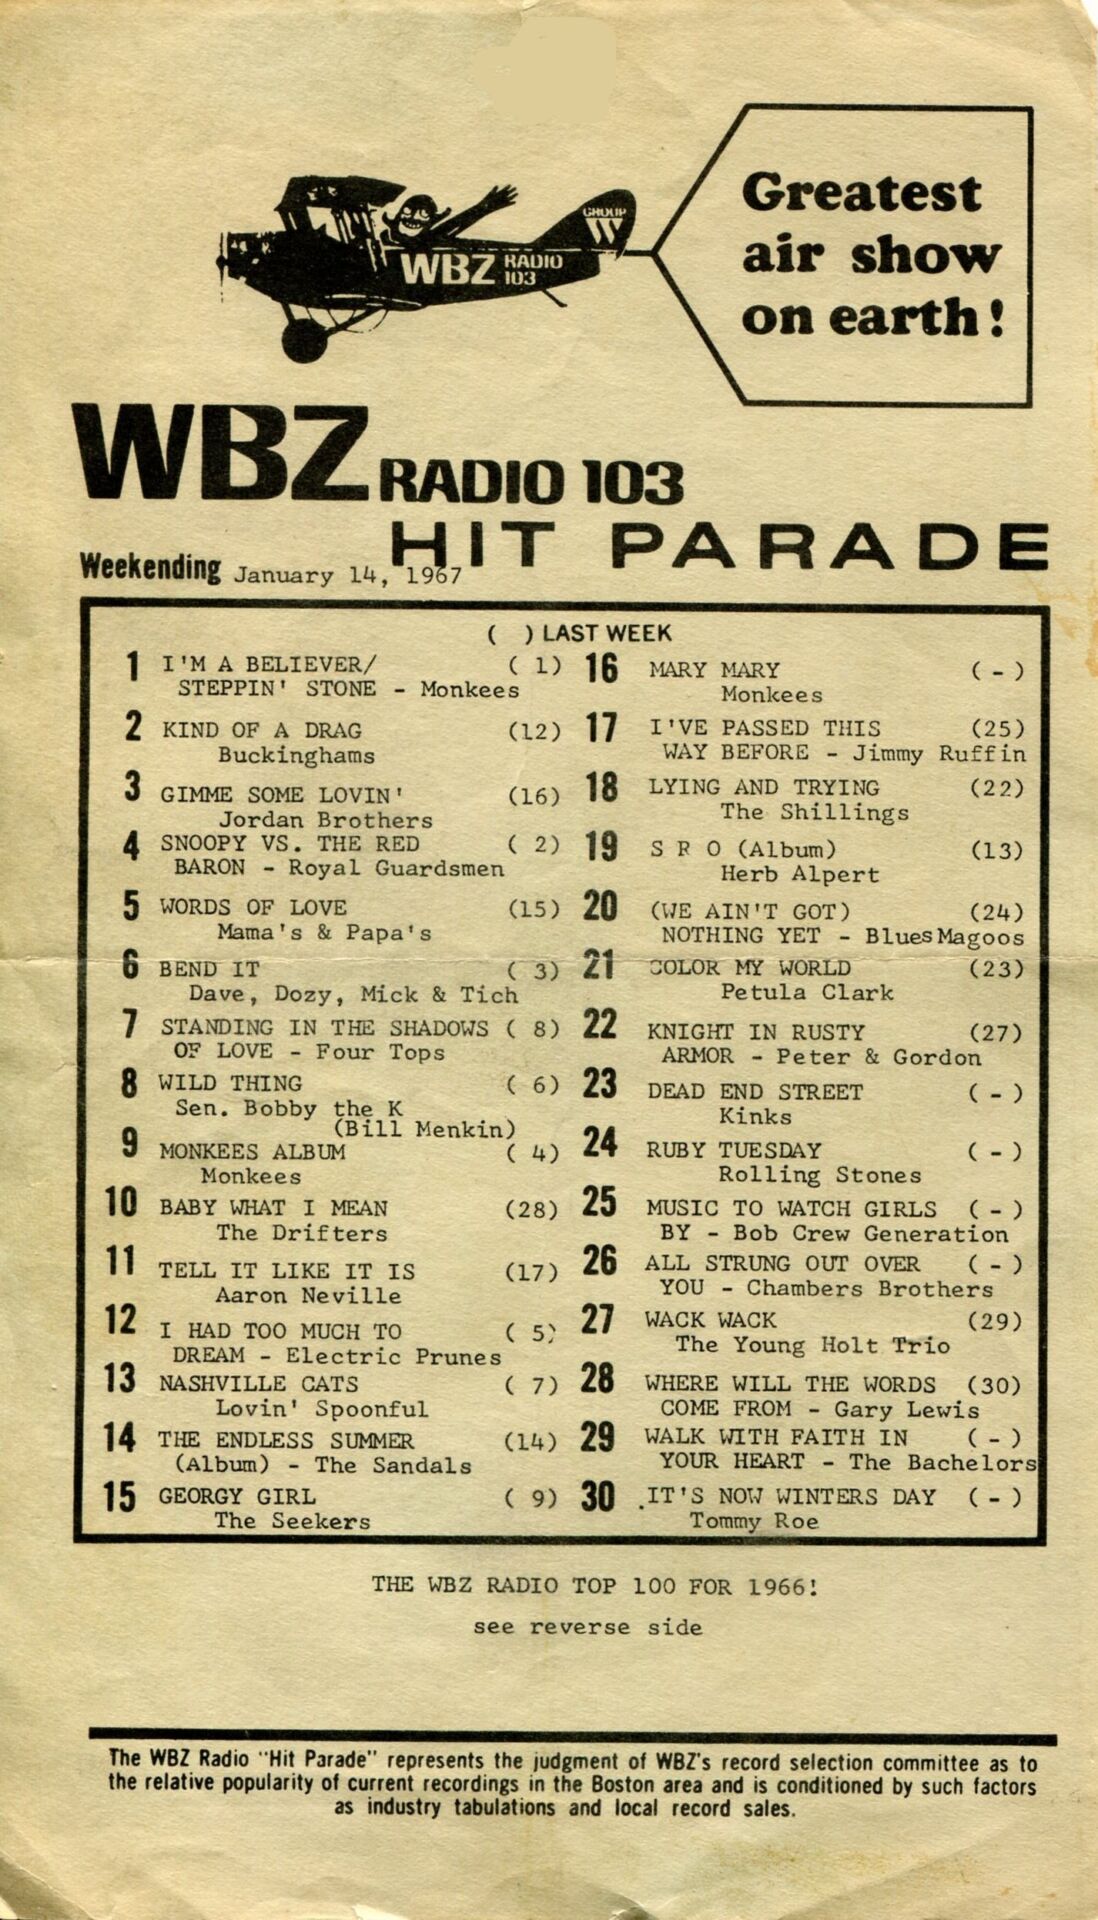 Greatest
air show
on earth!
GROUP
W
WBZ RADIO 103
WBZ RADIO 103
HIT PARADE
Weekending January 14, 1967
( ) LAST WEEK
1 I'M A BELIEVER/ ( 1)
STEPPIN' STONE - Monkees
2 KIND OF A DRAG (12)
Buckinghams
3 GIMME SOME LOVIN' (16)
Jordan Brothers
4 SNOOPY VS. THE RED ( 2)
BARON - Royal Guardsmen
5 WORDS OF LOVE (15)
Mama's & Papa's
6 BEND IT ( 3)
Dave, Dozy, Mick & Tich
7 STANDING IN THE SHADOWS ( 8)
OF LOVE - Four Tops
8 WILD THING ( 6)
Sen. Bobby the K
(Bill Menkin)
9 MONKEES ALBUM ( 4)
Monkees
10 BABY WHAT I MEAN (28)
The Drifters
11 TELL IT LIKE IT IS (17)
Aaron Neville
12 I HAD TOO MUCH TO ( 5)
DREAM - Electric Prunes
13 NASHVILLE CATS ( 7)
Lovin' Spoonful
14 THE ENDLESS SUMMER (14)
(Album) - The Sandals
15 GEORGY GIRL ( 9)
The Seekers
16 MARY MARY ( - )
Monkees
17 I'VE PASSED THIS (25)
WAY BEFORE - Jimmy Ruffin
18 LYING AND TRYING (22)
The Shillings
19 S R O (Album) (13)
Herb Alpert
20 (WE AIN'T GOT) (24)
NOTHING YET - Blues Magoos
21 COLOR MY WORLD (23)
Petula Clark
22 KNIGHT IN RUSTY (27)
ARMOR - Peter & Gordon
23 DEAD END STREET ( - )
Kinks
24 RUBY TUESDAY ( - )
Rolling Stones
25 MUSIC TO WATCH GIRLS ( - )
BY - Bob Crew Generation
26 ALL STRUNG OUT OVER ( - )
YOU - Chambers Brothers
27 WACK WACK (29)
The Young Holt Trio
28 WHERE WILL THE WORDS (30)
COME FROM - Gary Lewis
29 WALK WITH FAITH IN ( - )
YOUR HEART - The Bachelors
30 .IT'S NOW WINTERS DAY ( - )
Tommy Roe
THE WBZ RADIO TOP 100 FOR 1966!
see reverse side
The WBZ Radio "Hit Parade" represents the judgment of WBZ's record selection committee as to
the relative popularity of current recordings in the Boston area and is conditioned by such factors
as industry tabulations and local record sales.